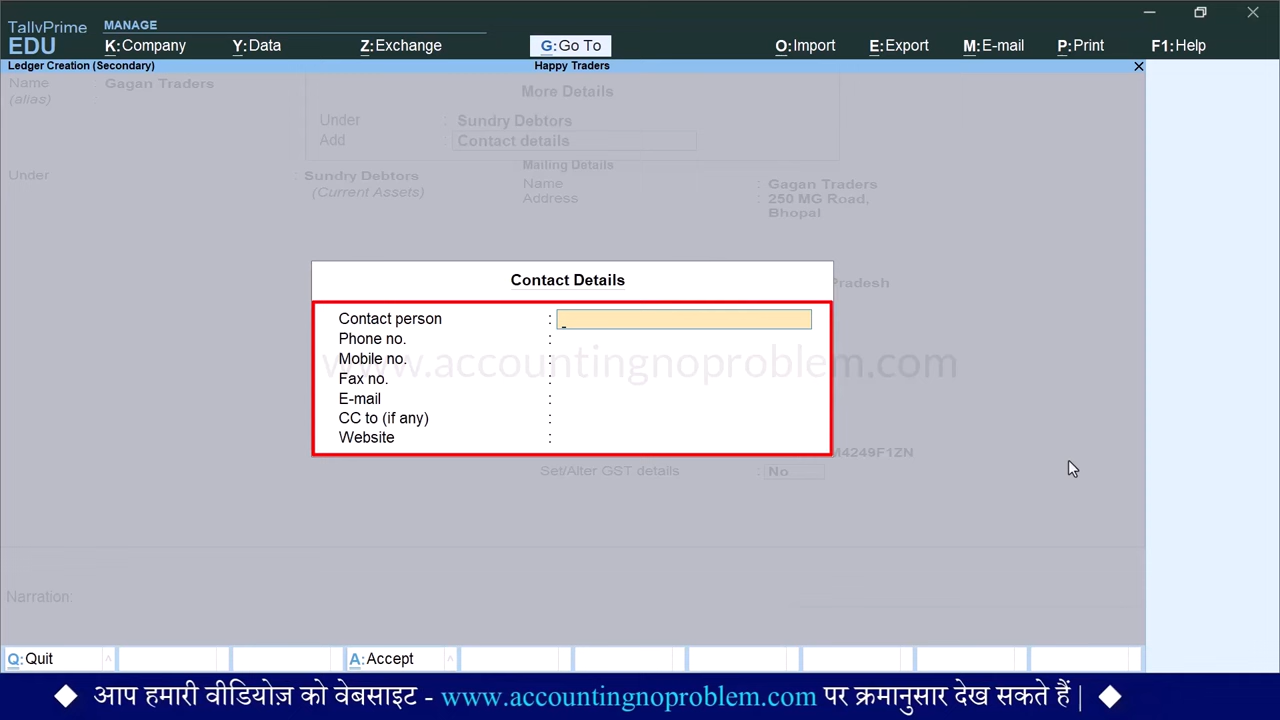 TallyPrime
MANAGE
EDU
K:Company
Y:Data
Z:Exchange
G:Go To
O:Import
E:Export
M:E-mail
P:Print
F1:Help
Ledger Creation (Secondary)
Happy Traders
Name : Gagan Traders
(alias) :
More Details
Under : Sundry Debtors
Add : Contact details
Mailing Details
Under
Sundry Debtors
(Current Assets)
Name : Gagan Traders
Address : 250 MG Road,
Bhopal
Pradesh
Contact Details
Contact person :
Phone no. :
Mobile no. :
Fax no. :
E-mail :
CC to (if any) :
Website :
www.accountingnoproblem.com
M4249F1ZN
Set/Alter GST details : No
Narration:
Q:Quit
A:Accept
आप हमारी वीडियोज़ को वेबसाइट - www.accountingnoproblem.com पर क्रमानुसार देख सकते हैं |